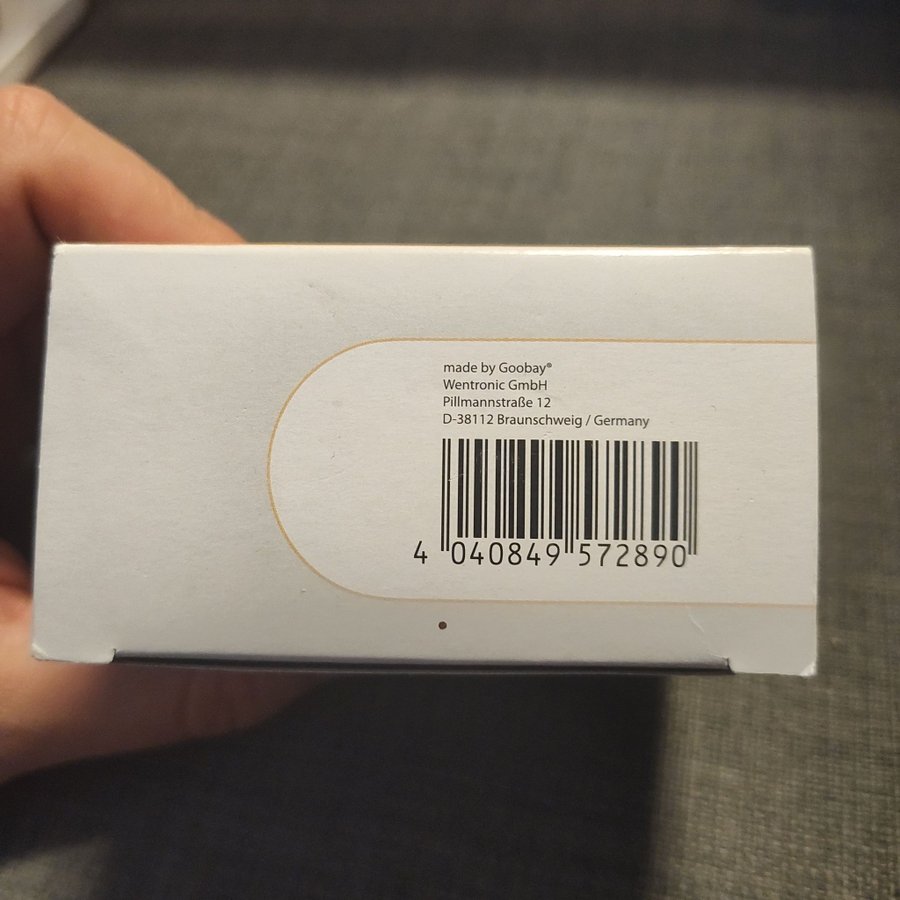 made by Goobay®
Wentronic GmbH
Pillmannstraße 12
D-38112 Braunschweig / Germany
4 040849 572890